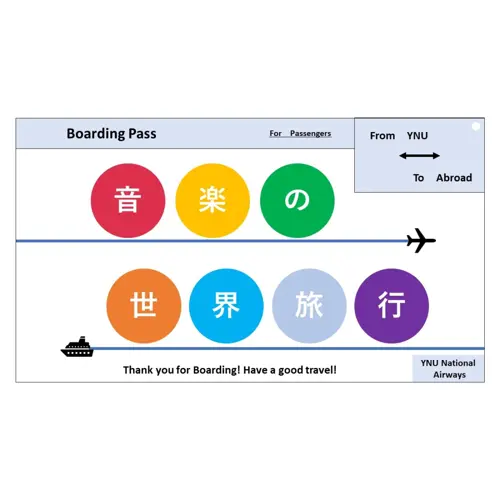 Boarding Pass
For Passengers
From YNU
To Abroad
音楽の
世界旅行
Thank you for Boarding! Have a good travel!
YNU National
Airways